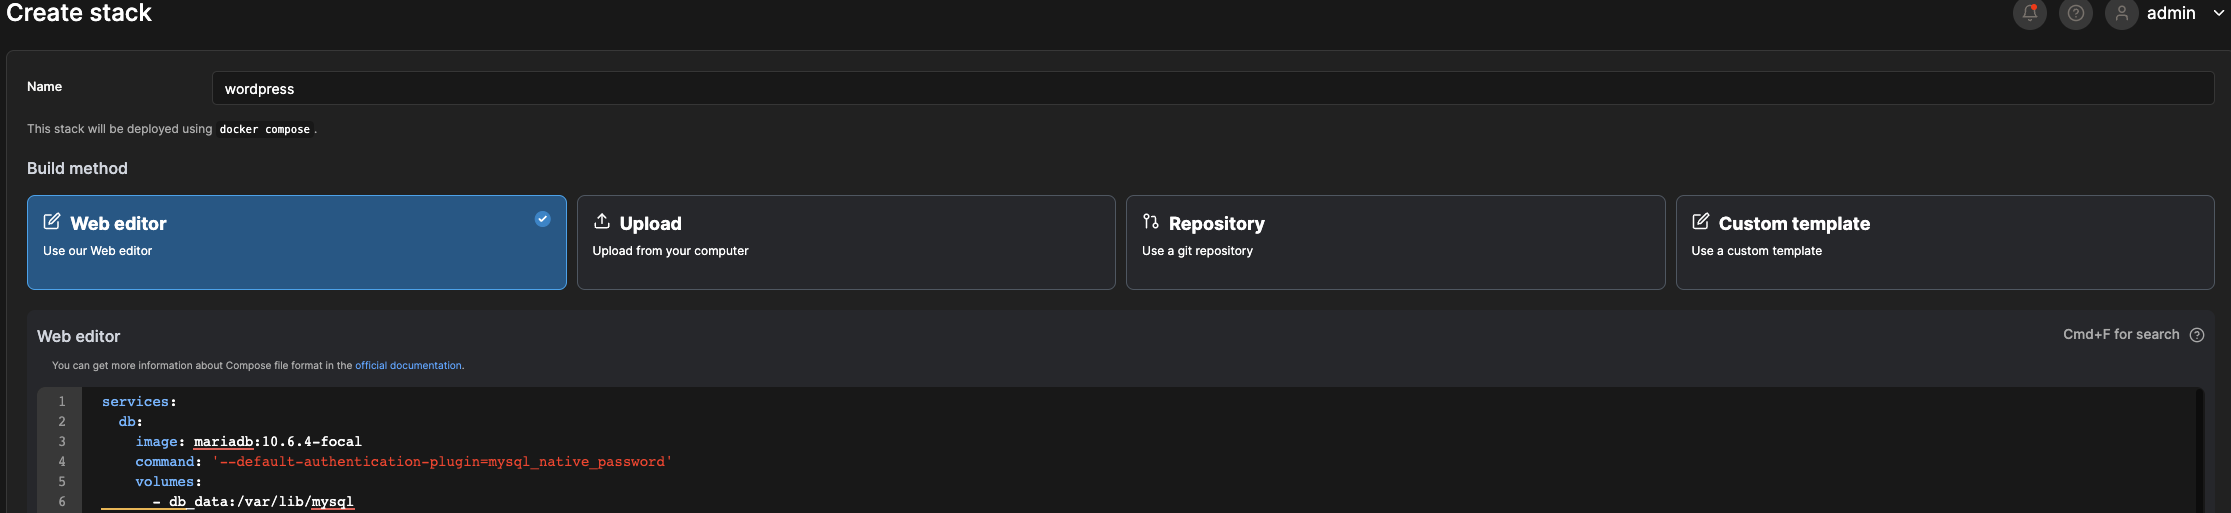 Create stack
admin
Name
wordpress
This stack will be deployed using docker compose.
Build method
Web editor
Use our Web editor
Upload
Upload from your computer
Repository
Use a git repository
Custom template
Use a custom template
Web editor
Cmd+F for search
You can get more information about Compose file format in the official documentation.
1 services:
2 db:
3 image: mariadb:10.6.4-focal
4 command: '--default-authentication-plugin=mysql_native_password'
5 volumes:
6 - db_data:/var/lib/mysql